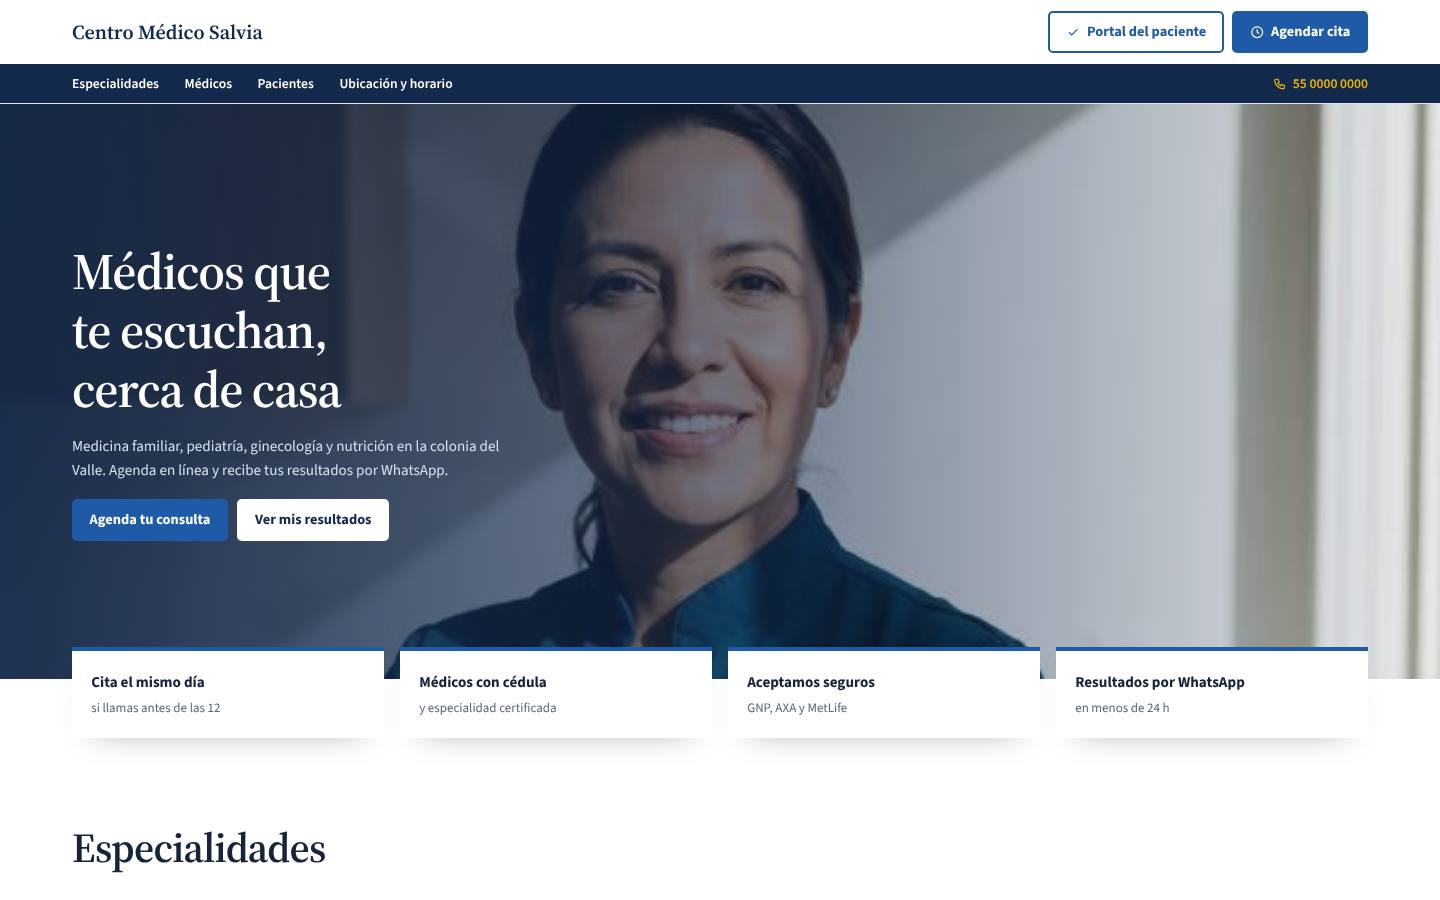 Centro Médico Salvia
Portal del paciente
Agendar cita
Especialidades
Médicos
Pacientes
Ubicación y horario
55 0000 0000
Médicos que
te escuchan,
cerca de casa
Medicina familiar, pediatría, ginecología y nutrición en la colonia del
Valle. Agenda en línea y recibe tus resultados por WhatsApp.
Agenda tu consulta
Ver mis resultados
Cita el mismo día
si llamas antes de las 12
Médicos con cédula
y especialidad certificada
Aceptamos seguros
GNP, AXA y MetLife
Resultados por WhatsApp
en menos de 24 h
Especialidades